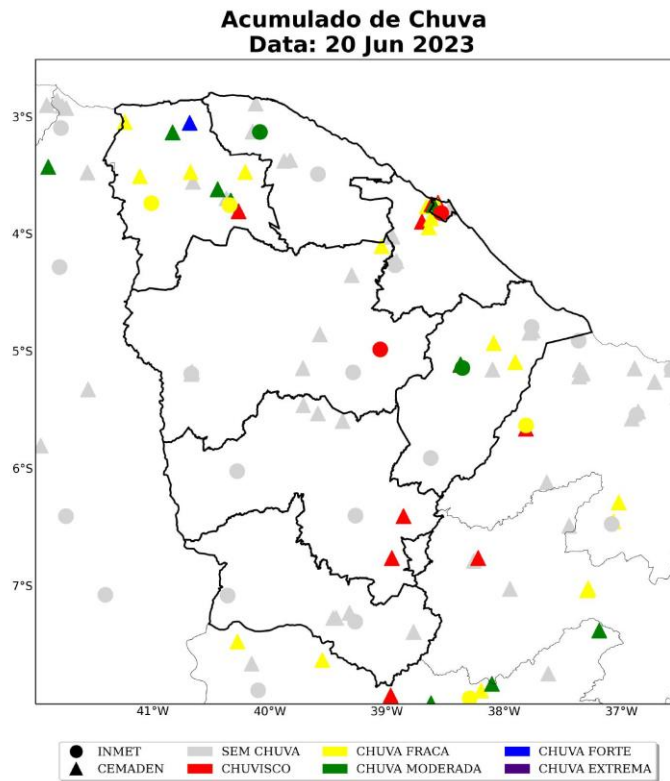 Acumulado de Chuva
Data: 20 Jun 2023
3°S
4°S
5°S
6°S
7°S
41°W
40°W
39°W
38°W
37°W
INMET
SEM CHUVA
CHUVA FRACA
CHUVA FORTE
CEMADEN
CHUVISCO
CHUVA MODERADA
CHUVA EXTREMA